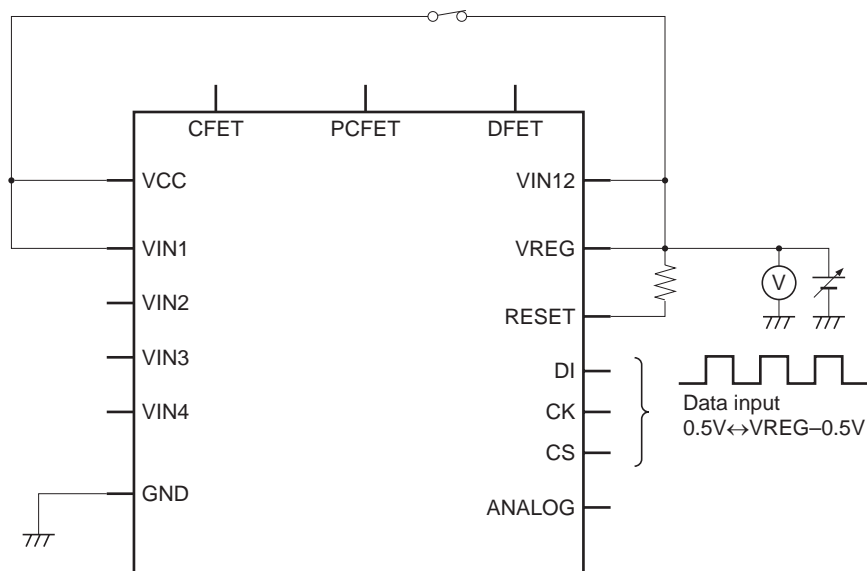 CFET
PCFET
DFET
VCC
VIN12
VIN1
VREG
VIN2
V
RESET
VIN3
DI
Data input
0.5V↔VREG–0.5V
VIN4
CK
CS
GND
ANALOG